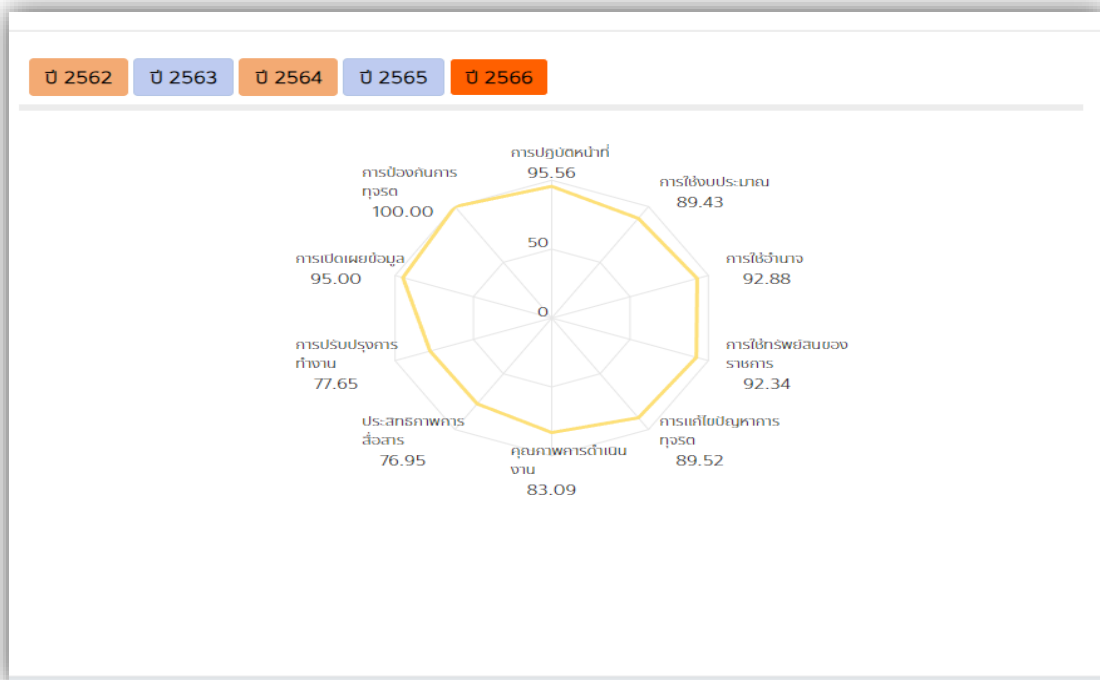 ปี 2562
ปี 2563
ปี 2564
ปี 2565
ปี 2566
การปฏิบัติหน้าที่
95.56
การใช้งบประมาณ
89.43
การใช้อำนาจ
92.88
การใช้ทรัพย์สินของ
ราชการ
92.34
การแก้ไขปัญหาการ
ทุจริต
89.52
คุณภาพการดำเนิน
งาน
83.09
ประสิทธิภาพการ
สื่อสาร
76.95
การปรับปรุงการ
ทำงาน
77.65
การเปิดเผยข้อมูล
95.00
การป้องกันการ
ทุจริต
100.00
50
0